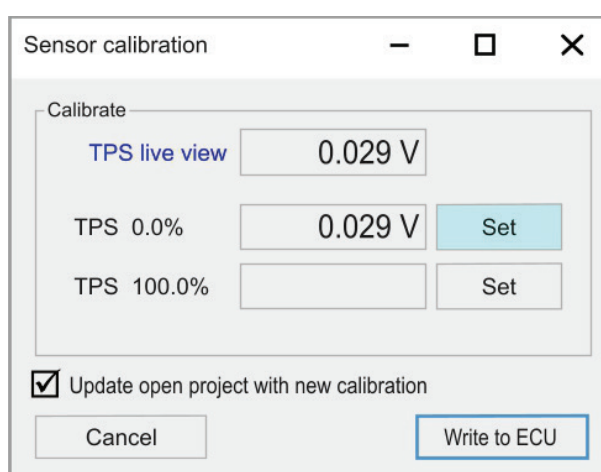 Sensor calibration
Calibrate
TPS live view 0.029 V
TPS 0.0% 0.029 V Set
TPS 100.0% Set
Update open project with new calibration
Cancel Write to ECU